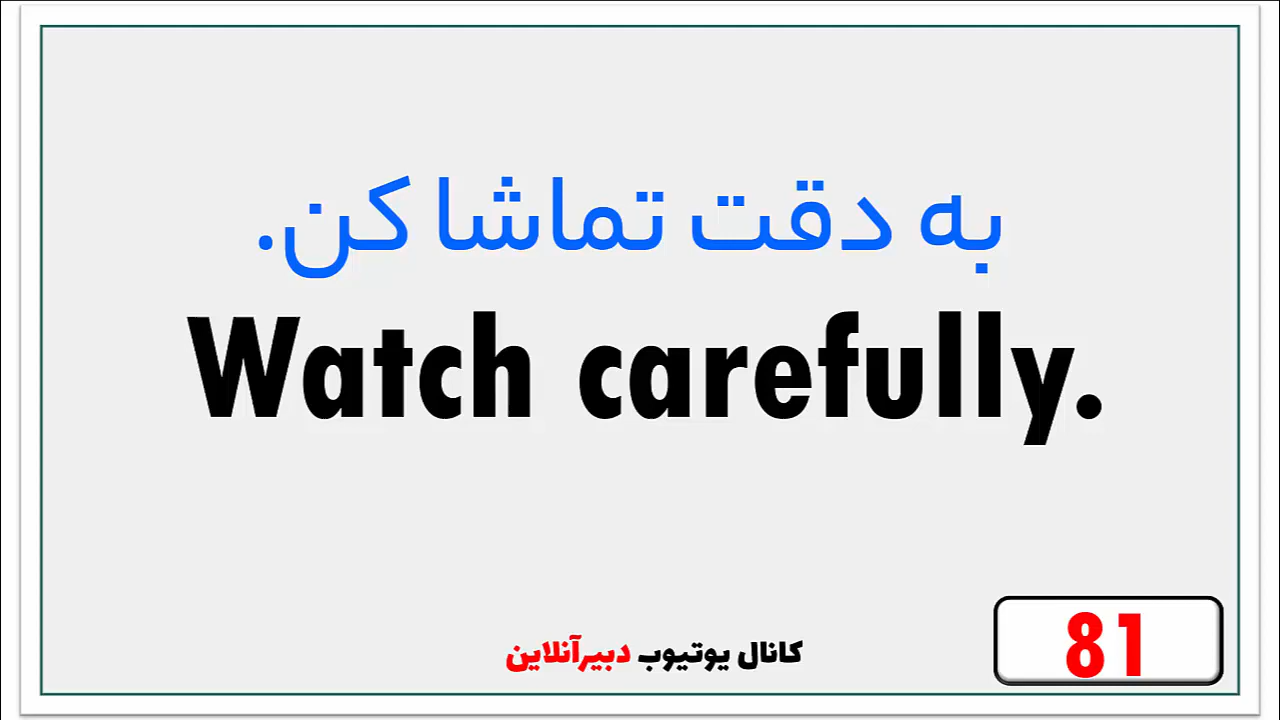 به دقت تماشا کن.
Watch carefully.
کانال یوتیوب دبیرآنلاین
81